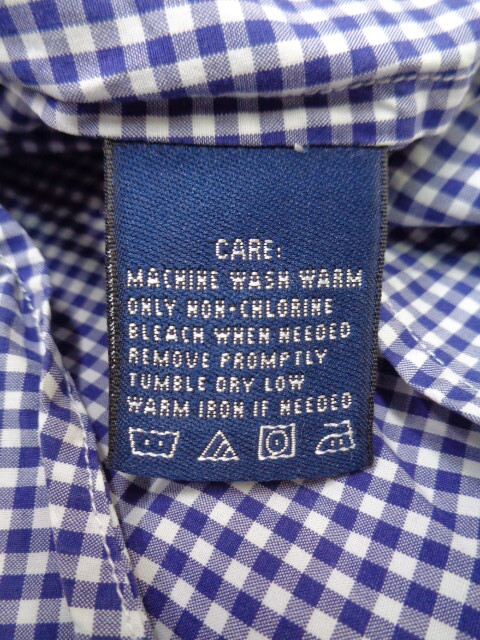 CARE:
MACHINE WASH WARM
ONLY NON-CHLORINE
BLEACH WHEN NEEDED
REMOVE PROMPTLY
TUMBLE DRY LOW
WARM IRON IF NEEDED